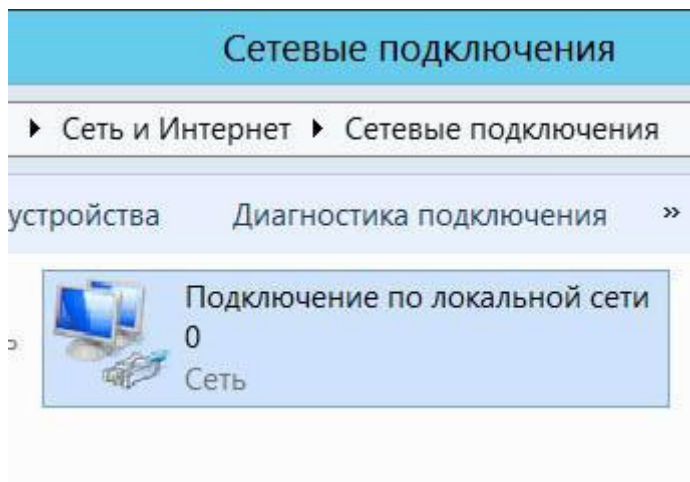 Сетевые подключения
Сеть и Интернет Сетевые подключения
устройства Диагностика подключения »
Подключение по локальной сети
0
Сеть